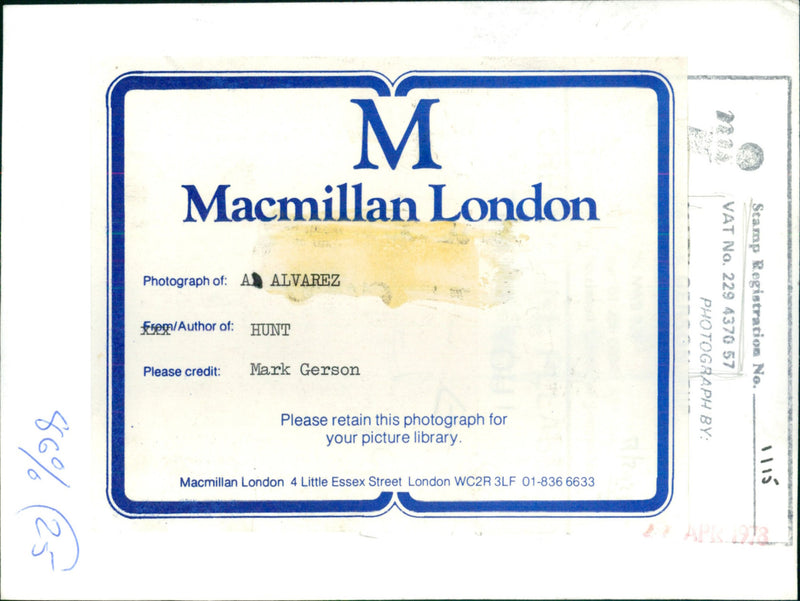 M
Macmillan London
Photograph of: A ALVAREZ
From/Author of: HUNT
Please credit: Mark Gerson
Please retain this photograph for
your picture library.
Macmillan London 4 Little Essex Street London WC2R 3LF 01-836 6633
Stamp Registration No.
1115
VAT No. 229 4370 57
PHOTOGRAPH BY:
APR 1978
86%
25